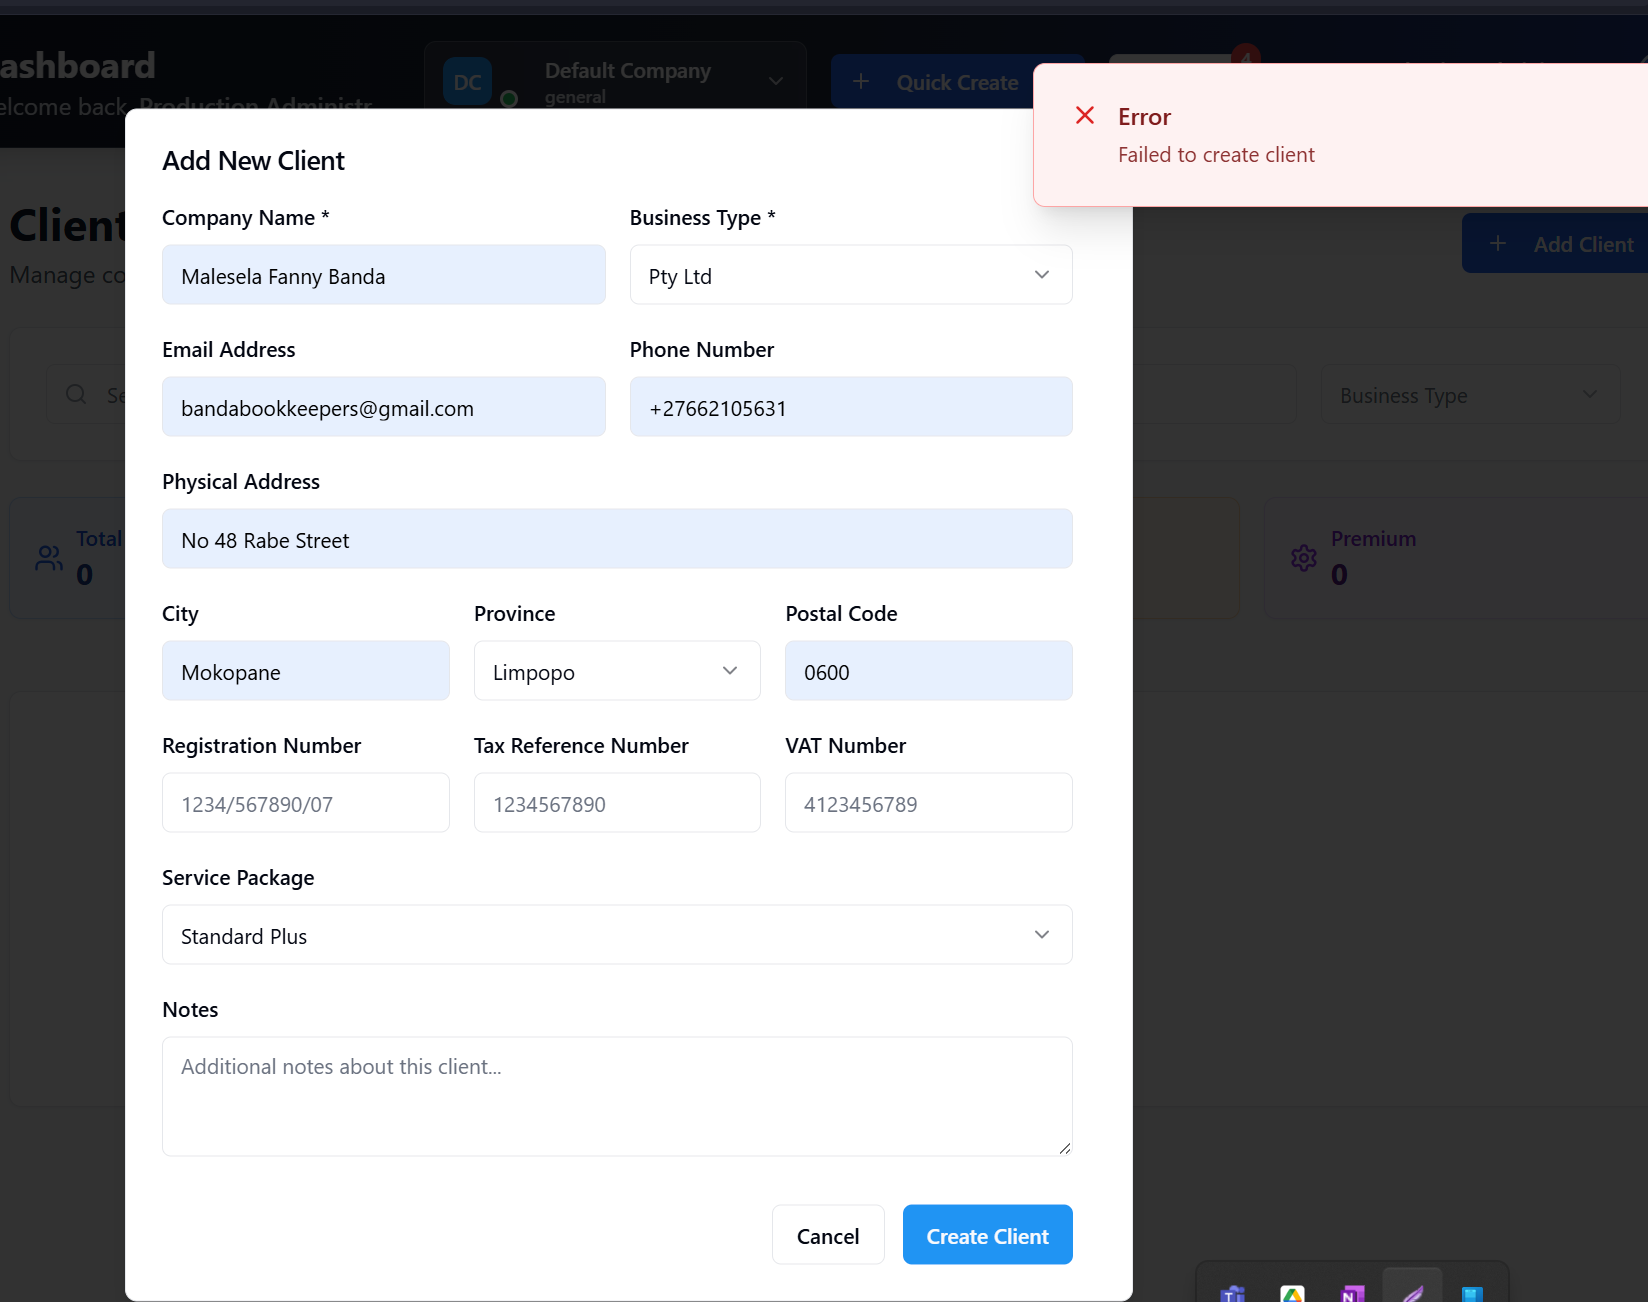 ashboard
elcome back, Production Administr
DC
Default Company
general
Quick Create
4
Error
Failed to create client
Client
Manage co
Add Client
Se
Business Type
Total
0
Premium
0
Add New Client
Company Name *
Business Type *
Malesela Fanny Banda
Pty Ltd
Email Address
Phone Number
bandabookkeepers@gmail.com
+27662105631
Physical Address
No 48 Rabe Street
City
Province
Postal Code
Mokopane
Limpopo
0600
Registration Number
Tax Reference Number
VAT Number
1234/567890/07
1234567890
4123456789
Service Package
Standard Plus
Notes
Additional notes about this client...
Cancel
Create Client